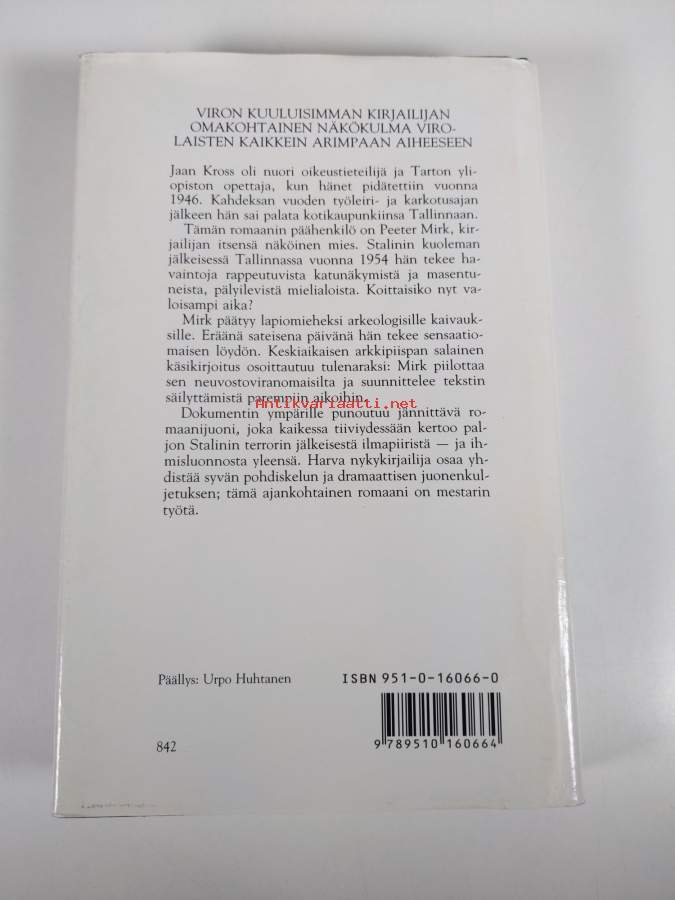 VIRON KUULUISIMMAN KIRJAILIJAN
OMAKOHTAINEN NÄKÖKULMA VIRO-
LAISTEN KAIKKEIN ARIMPAAN AIHEESEEN
Jaan Kross oli nuori oikeustieteilijä ja Tarton yli-
opiston opettaja, kun hänet pidätettiin vuonna
1946. Kahdeksan vuoden työleiri- ja karkotusajan
jälkeen hän sai palata kotikaupunkiinsa Tallinnaan.
Tämän romaanin päähenkilö on Peeter Mirk, kir-
jailijan itsensä näköinen mies. Stalinin kuoleman
jälkeisessä Tallinnassa vuonna 1954 hän tekee ha-
vaintoja rappeutuvista katunäkymistä ja masentu-
neista, pälyilevistä mielialoista. Koittaisiko nyt va-
loisampi aika?
Mirk päätyy lapiomieheksi arkeologisille kaivauk-
sille. Eräänä sateisena päivänä hän tekee sensaatio-
maisen löydön. Keskiaikaisen arkkipiispan salainen
käsikirjoitus osoittautuu tulenaraksi: Mirk piilottaa
sen neuvostoviranomaisilta ja suunnittelee tekstin
säilyttämistä parempiin aikoihin.
Antikvariaatti.net
Dokumentin ympärille punoutuu jännittävä ro-
maanijuoni, joka kaikessa tiiviydessään kertoo pal-
jon Stalinin terrorin jälkeisestä ilmapiiristä — ja ih-
misluonnosta yleensä. Harva nykykirjailija osaa yh-
distää syvän pohdiskelun ja dramaattisen juonenkul-
jetuksen; tämä ajankohtainen romaani on mestarin
työtä.
Päällys: Urpo Huhtanen
ISBN 951-0-16066-0
842
9 789510 160664